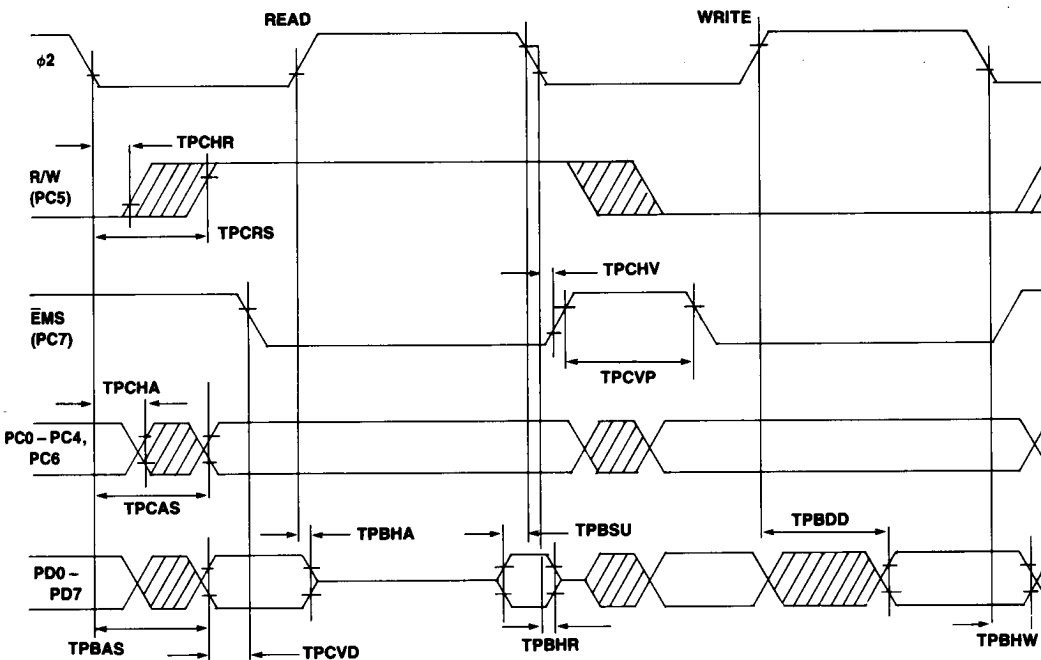 READ
WRITE
ϕ2
TPCHR
R/W
(PC5)
TPCRS
TPCHV
E̅MS
(PC7)
TPCVP
TPCHA
PC0 – PC4,
PC6
TPCAS
TPBHA
TPBSU
TPBDD
PD0 –
PD7
TPBAS
TPCVD
TPBHR
TPBHW